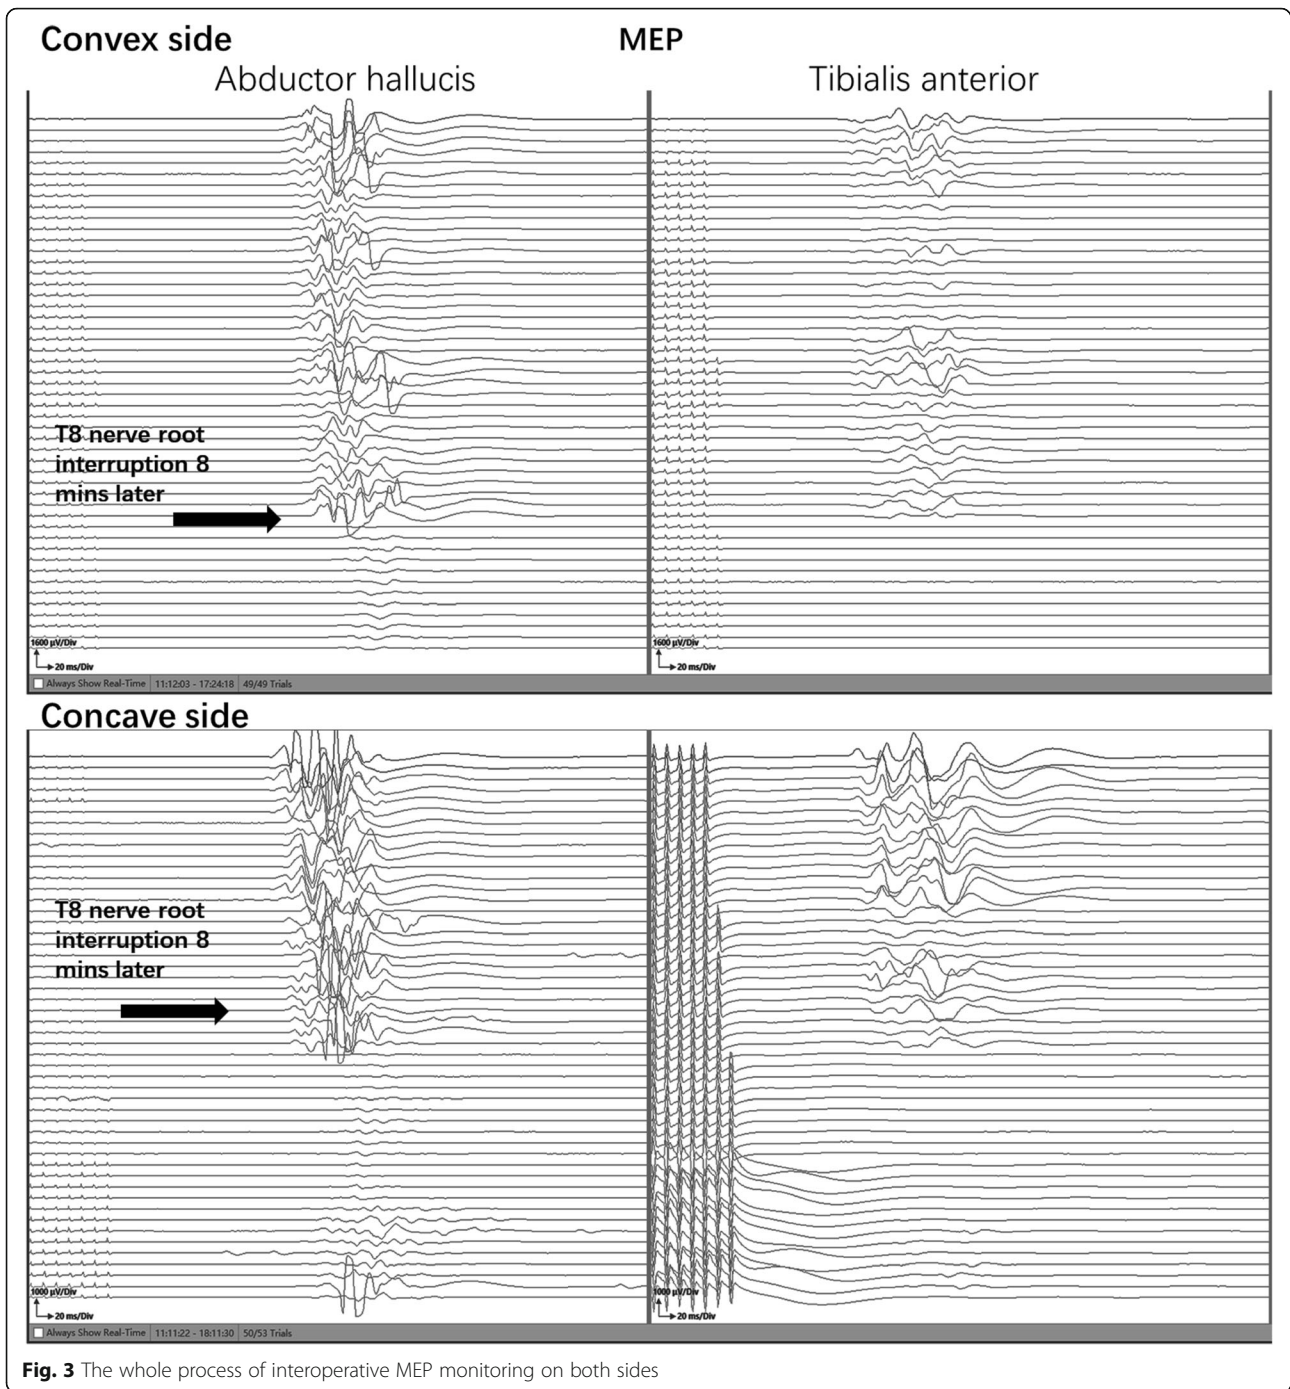 Convex side
MEP
Abductor hallucis
Tibialis anterior
T8 nerve root
interruption 8
mins later
1600 µV/Div
20 ms/Div
1600 µV/Div
20 ms/Div
Always Show Real-Time 11:12:03 - 17:24:18 49/49 Trials
Concave side
T8 nerve root
interruption 8
mins later
1000 µV/Div
20 ms/Div
1000 µV/Div
20 ms/Div
Always Show Real-Time 11:11:22 - 18:11:30 50/53 Trials
Fig. 3 The whole process of interoperative MEP monitoring on both sides